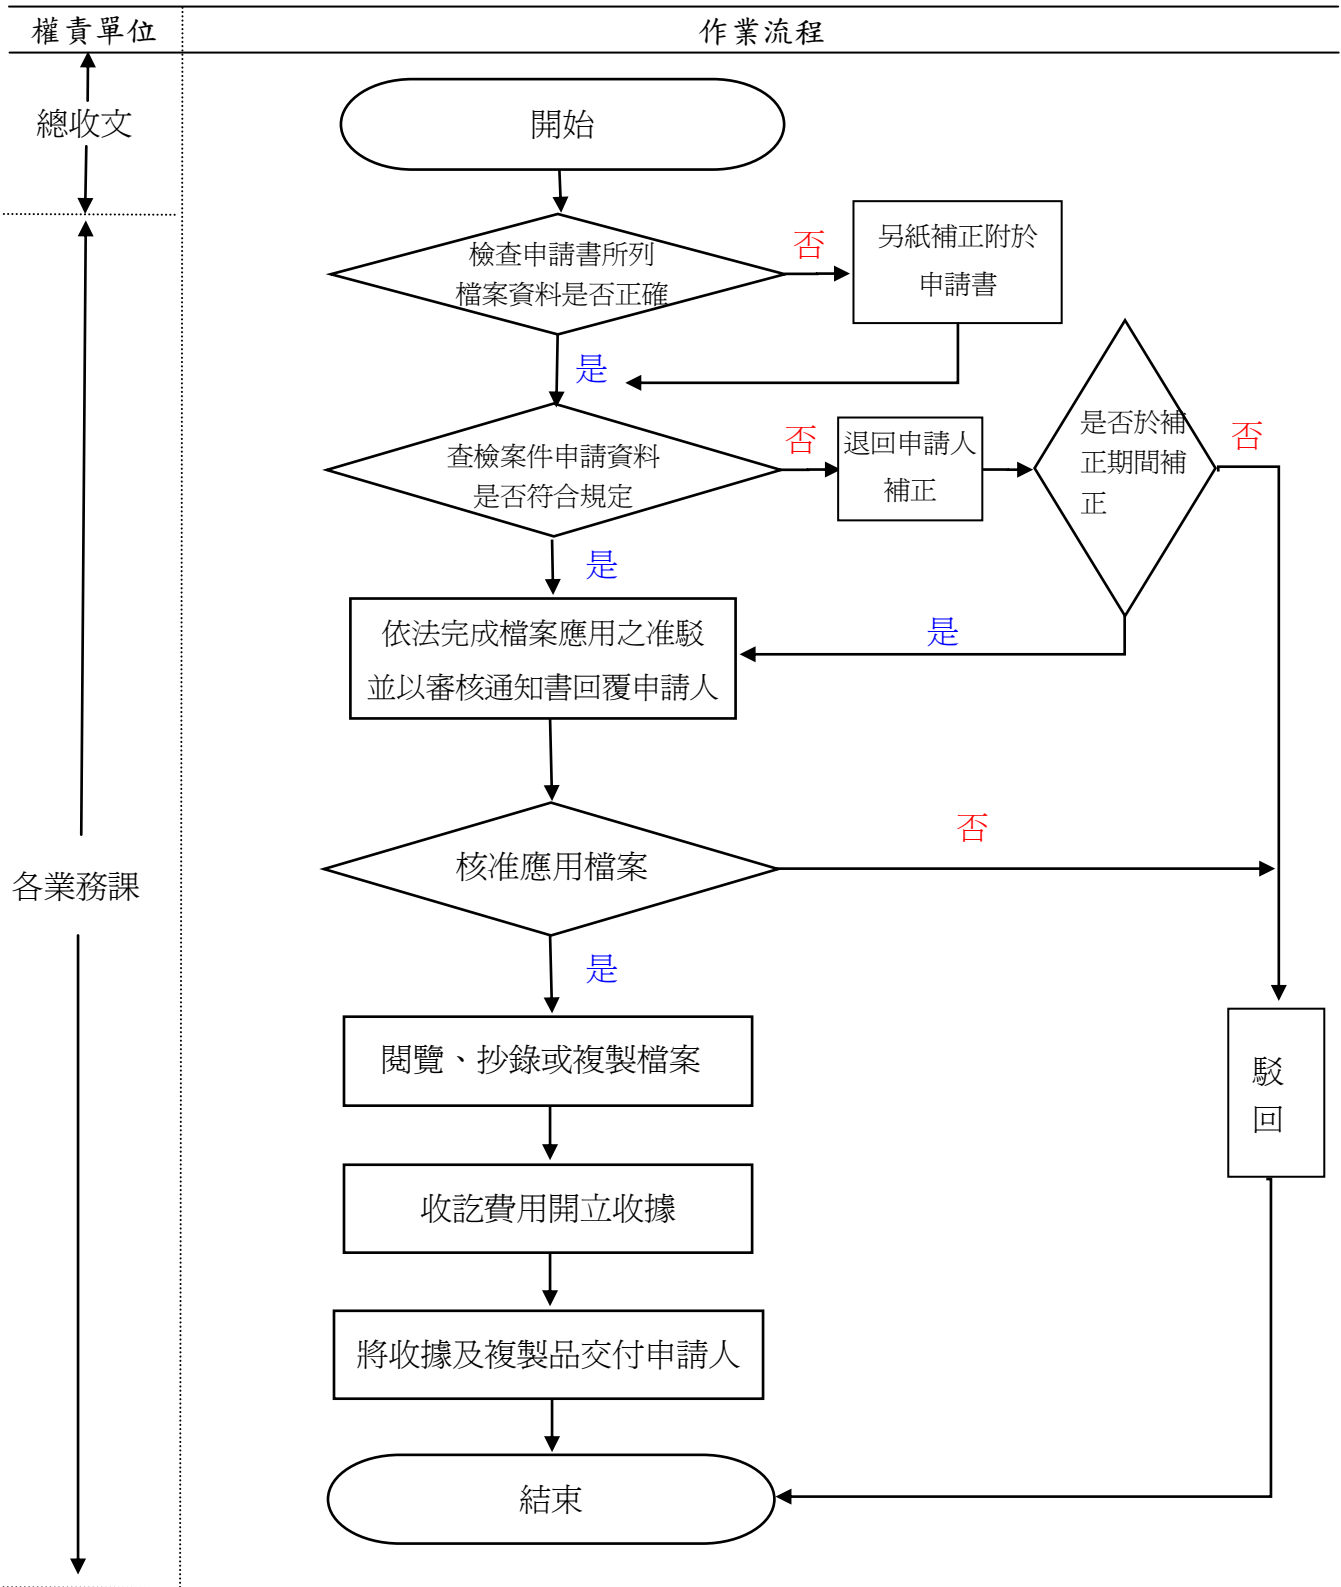 權責單位
作業流程
總收文
開始
檢查申請書所列
檔案資料是否正確
否
另紙補正附於
申請書
是
查檢案件申請資料
是否符合規定
否
退回申請人
補正
是否於補
正期間補
正
否
是
是
依法完成檔案應用之准駁
並以審核通知書回覆申請人
核准應用檔案
否
各業務課
是
閱覽、抄錄或複製檔案
駁
回
收訖費用開立收據
將收據及複製品交付申請人
結束